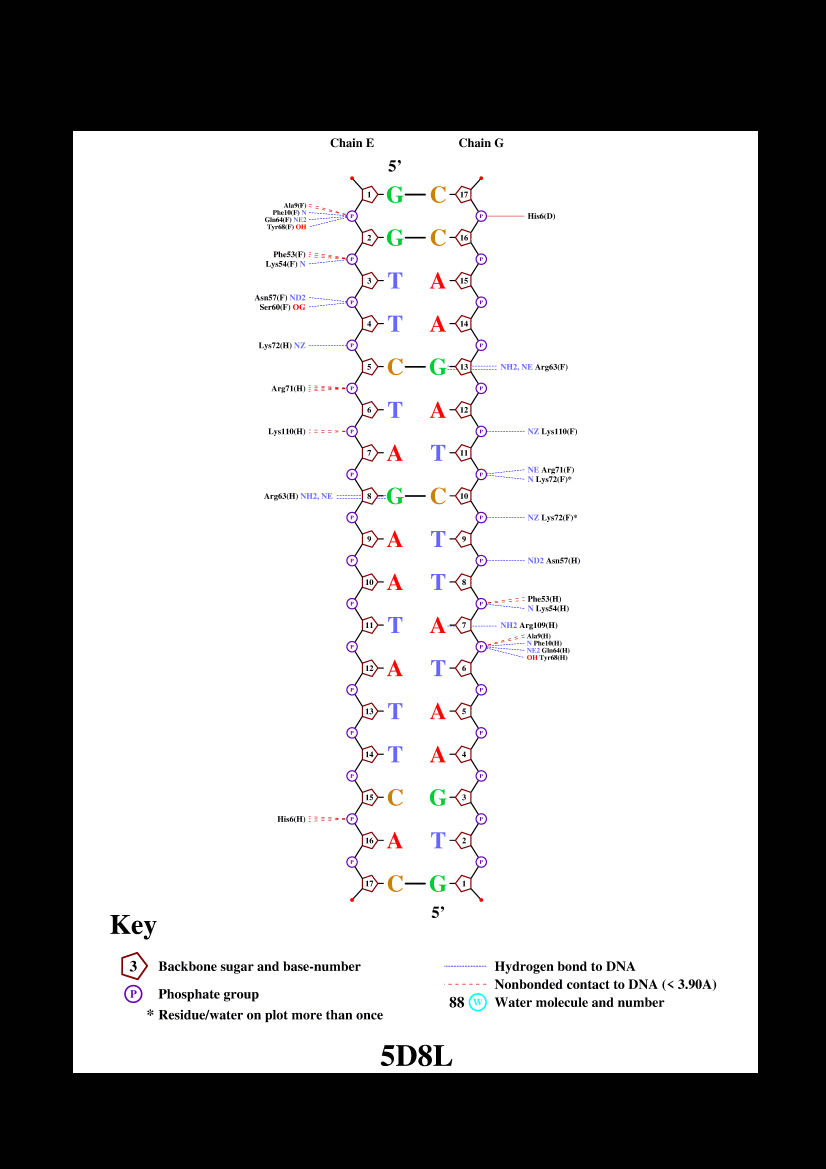 Chain E Chain G
5’
1 G C 17
Ala9(F)
Phe10(F) N
P P His6(D)
Gln64(F) NE2
Tyr68(F) OH
2 G C 16
Phe53(F)
P P
Lys54(F) N
3 T A 15
Asn57(F) ND2
P P
Ser60(F) OG
4 T A 14
Lys72(H) NZ P P
5 C G 13 NH2, NE Arg63(F)
Arg71(H) P P
6 T A 12
Lys110(H) P P NZ Lys110(F)
7 A T 11
NE Arg71(F)
P P
N Lys72(F)*
Arg63(H) NH2, NE 8 G C 10
P P NZ Lys72(F)*
9 A T 9
P P ND2 Asn57(H)
10 A T 8
Phe53(H)
P P
N Lys54(H)
11 T A 7 NH2 Arg109(H)
Ala9(H)
N Phe10(H)
P P
NE2 Gln64(H)
OH Tyr68(H)
12 A T 6
P P
13 T A 5
P P
14 T A 4
P P
15 C G 3
His6(H) P P
16 A T 2
P P
17 C G 1
5’
Key
3 Backbone sugar and base-number
P Phosphate group
* Residue/water on plot more than once
Hydrogen bond to DNA
Nonbonded contact to DNA (< 3.90A)
88 W Water molecule and number
5D8L